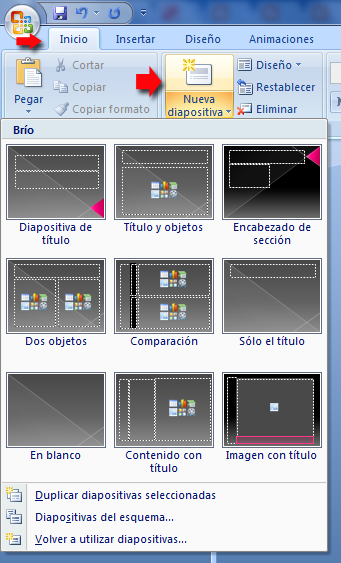 Inicio Insertar Diseño Animaciones
Pegar
Cortar
Copiar
Copiar formato
Nueva
diapositiva
Diseño
Restablecer
Eliminar
Brío
Diapositiva de
título
Título y objetos
Encabezado de
sección
Dos objetos
Comparación
Sólo el título
En blanco
Contenido con
título
Imagen con título
Duplicar diapositivas seleccionadas
Diapositivas del esquema...
Volver a utilizar diapositivas...